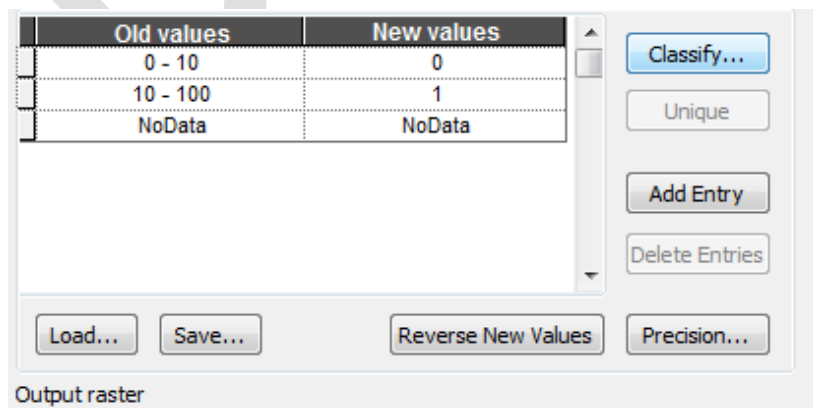 Old values New values
0 - 10 0
10 - 100 1
NoData NoData
Classify...
Unique
Add Entry
Delete Entries
Load... Save... Reverse New Values Precision...
Output raster